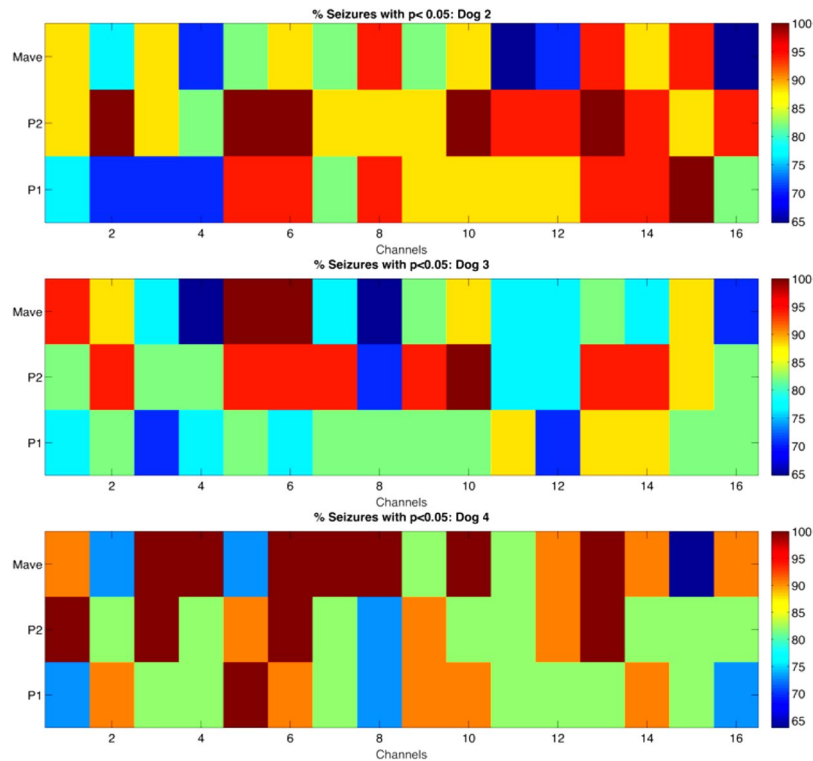 % Seizures with p< 0.05: Dog 2
Mave
P2
P1
2 4 6 8 10 12 14 16
Channels
100
95
90
85
80
75
70
65
% Seizures with p<0.05: Dog 3
Mave
P2
P1
2 4 6 8 10 12 14 16
Channels
100
95
90
85
80
75
70
65
% Seizures with p<0.05: Dog 4
Mave
P2
P1
2 4 6 8 10 12 14 16
Channels
100
95
90
85
80
75
70
65